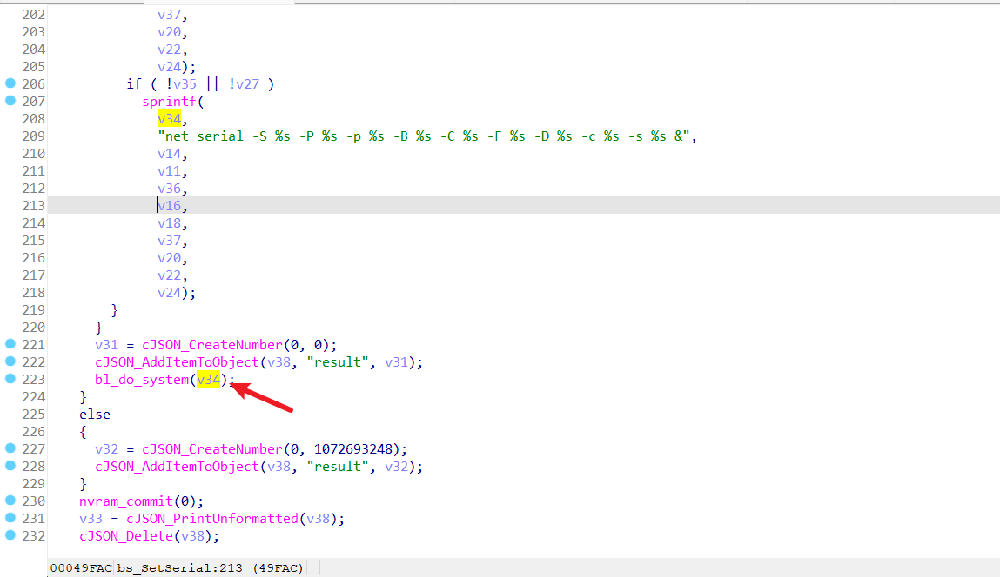 202 v37,
203 v20,
204 v22,
205 v24);
206 if ( !v35 || !v27 )
207 sprintf(
208 v34,
209 "net_serial -S %s -P %s -p %s -B %s -C %s -F %s -D %s -c %s -s %s &",
210 v14,
211 v11,
212 v36,
213 v16,
214 v18,
215 v37,
216 v20,
217 v22,
218 v24);
219 }
220 }
221 v31 = cJSON_CreateNumber(0, 0);
222 cJSON_AddItemToObject(v38, "result", v31);
223 bl_do_system(v34);
224 }
225 else
226 {
227 v32 = cJSON_CreateNumber(0, 1072693248);
228 cJSON_AddItemToObject(v38, "result", v32);
229 }
230 nvram_commit(0);
231 v33 = cJSON_PrintUnformatted(v38);
232 cJSON_Delete(v38);
00049FAC bs_SetSerial:213 (49FAC)